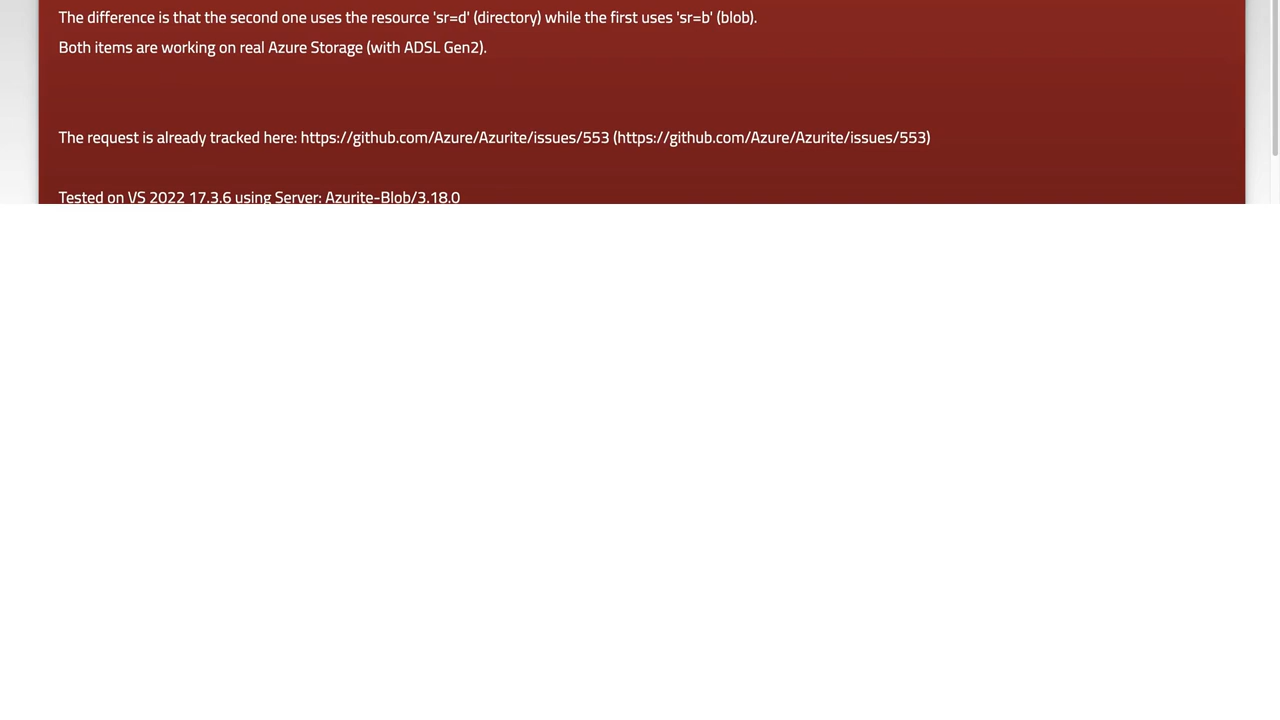 The difference is that the second one uses the resource 'sr=d' (directory) while the first uses 'sr=b' (blob).
Both items are working on real Azure Storage (with ADSL Gen2).
The request is already tracked here: https://github.com/Azure/Azurite/issues/553 (https://github.com/Azure/Azurite/issues/553)
Tested on VS 2022 17.3.6 using Server: Azurite-Blob/3.18.0